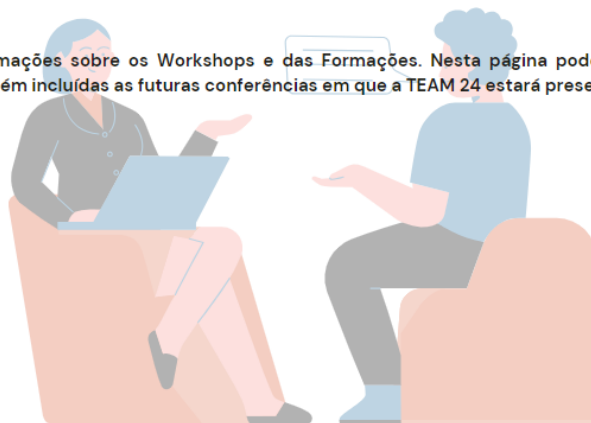 mações sobre os Workshops e das Formações. Nesta página pod
ém incluídas as futuras conferências em que a TEAM 24 estará prese